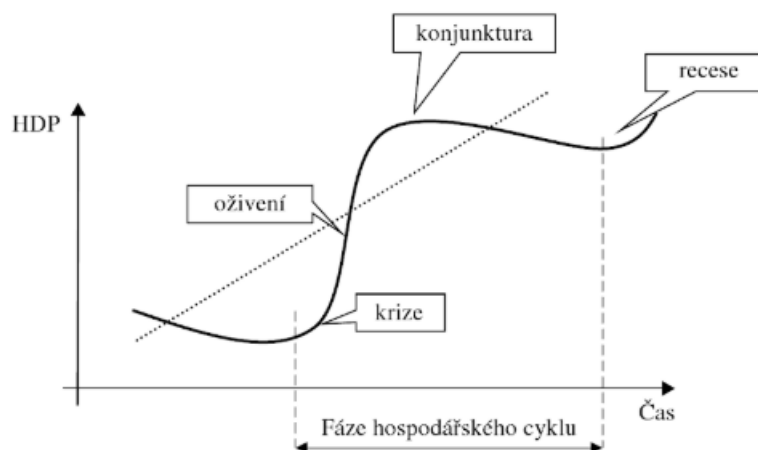 konjunktura
recese
HDP
oživení
krize
Čas
Fáze hospodářského cyklu